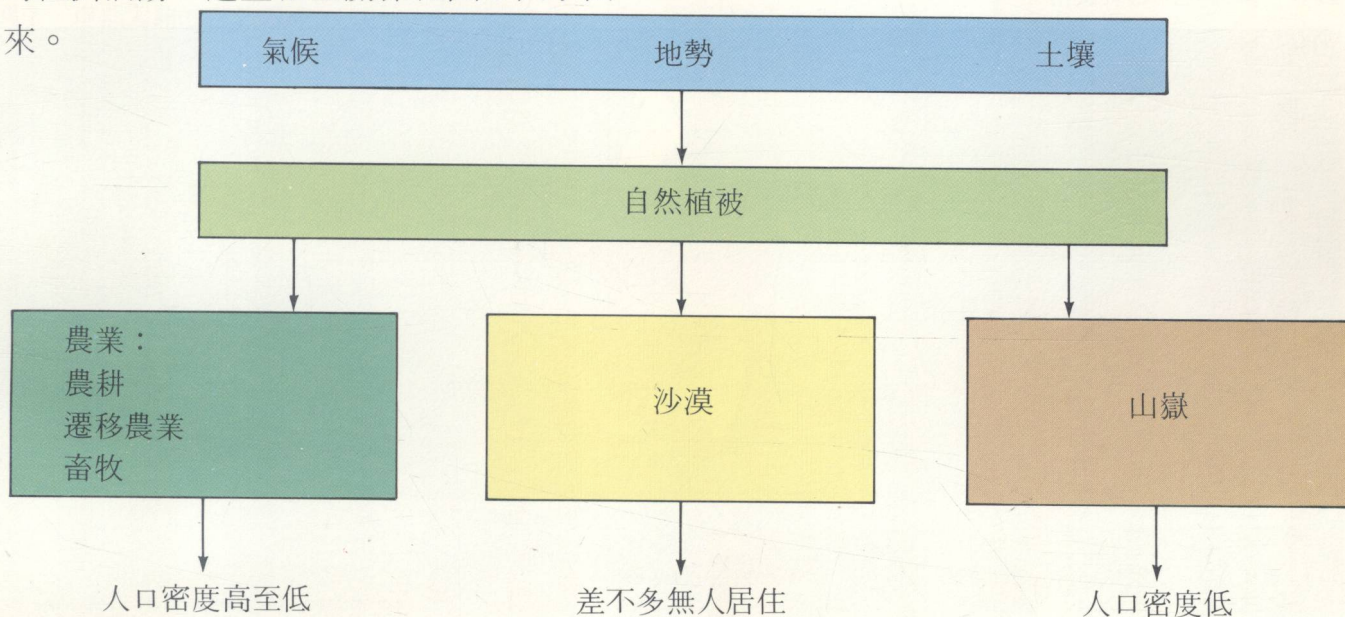 來。
氣候 地勢 土壤
自然植被
農業：
農耕
遷移農業
畜牧
沙漠
山嶽
人口密度高至低
差不多無人居住
人口密度低